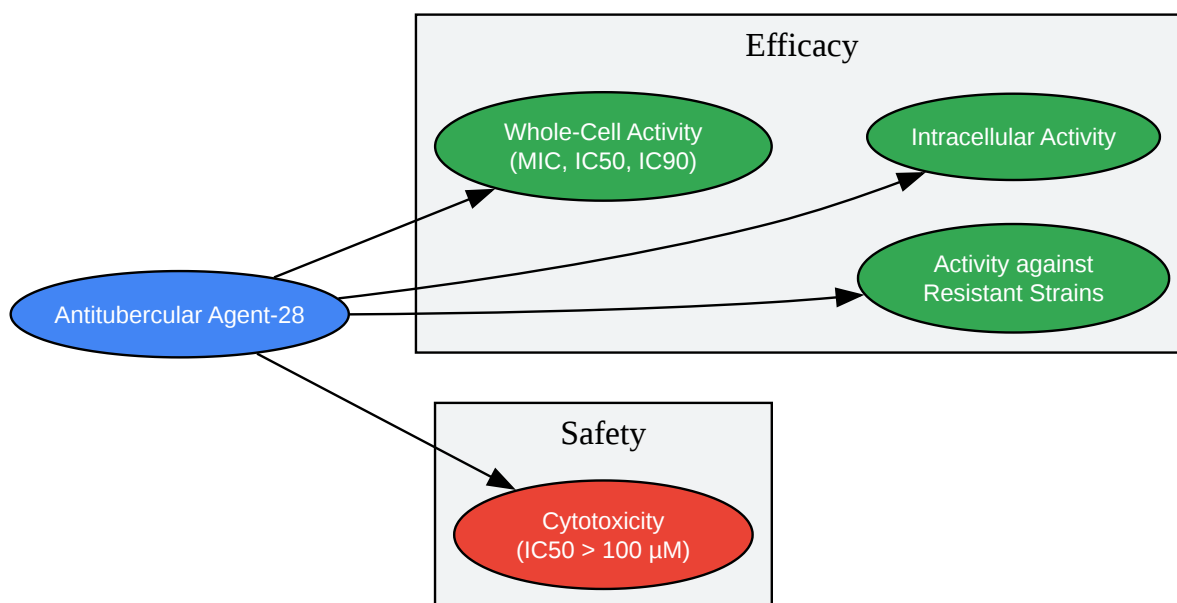 Efficacy
Whole-Cell Activity
(MIC, IC50, IC90)
Intracellular Activity
Activity against
Resistant Strains
Antitubercular Agent-28
Safety
Cytotoxicity
(IC50 > 100 µM)